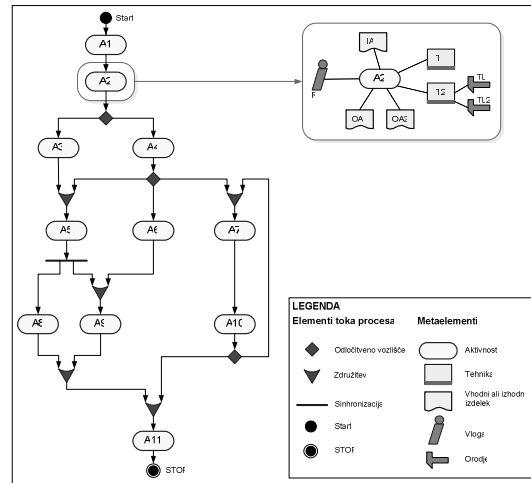 Start
A1
A2
A3
A4
A5
A6
A7
A8
A9
A10
A11
STOP
IA
R
A2
T
T2
TL
TL2
OA
OA2
LEGENDA
Elementi toka procesa
Metaelementi
Odločitveno vozlišče
Združitev
Sinhronizacija
Start
STOP
Aktivnost
Tehnika
Vhodni ali izhodni
izdelek
Vloga
Orodje